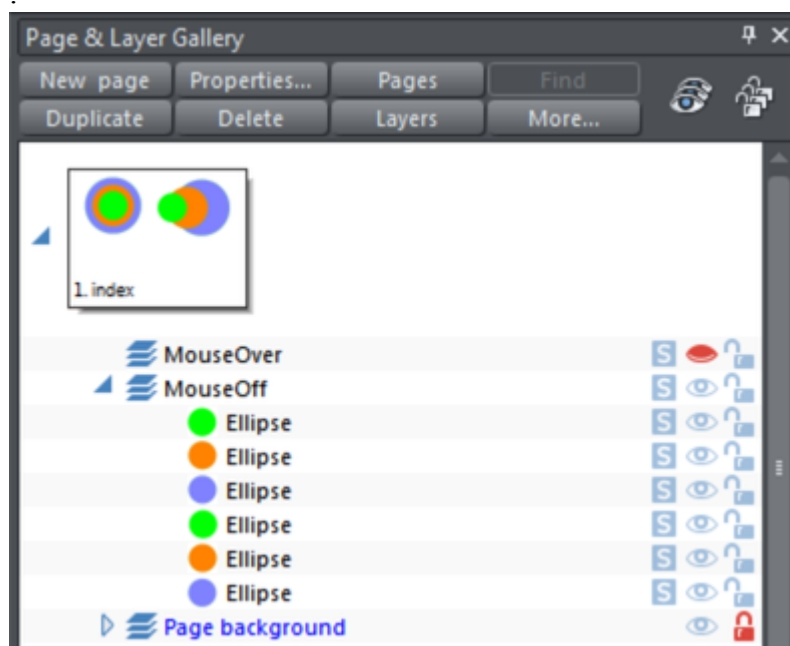 Page & Layer Gallery
New page Properties... Pages Find
Duplicate Delete Layers More...
1. index
MouseOver S
MouseOff S
Ellipse S
Ellipse S
Ellipse S
Ellipse S
Ellipse S
Ellipse S
Page background